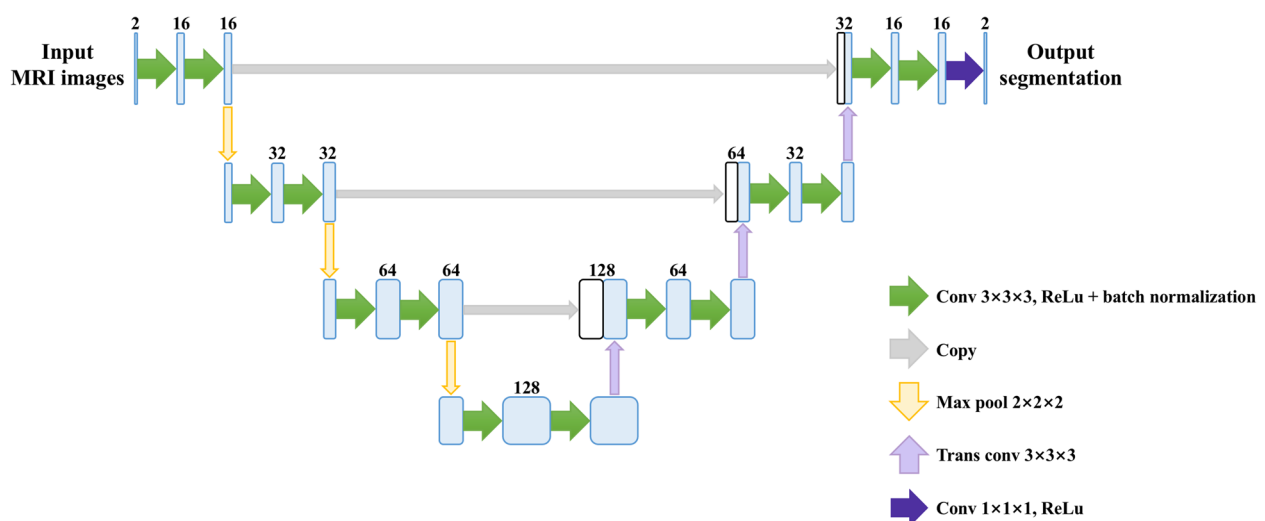 2 16 16 32 16 16 2
Input
MRI images
Output
segmentation
32 32 64 32
64 64 128 64
128
Conv 3×3×3, ReLu + batch normalization
Copy
Max pool 2×2×2
Trans conv 3×3×3
Conv 1×1×1, ReLu